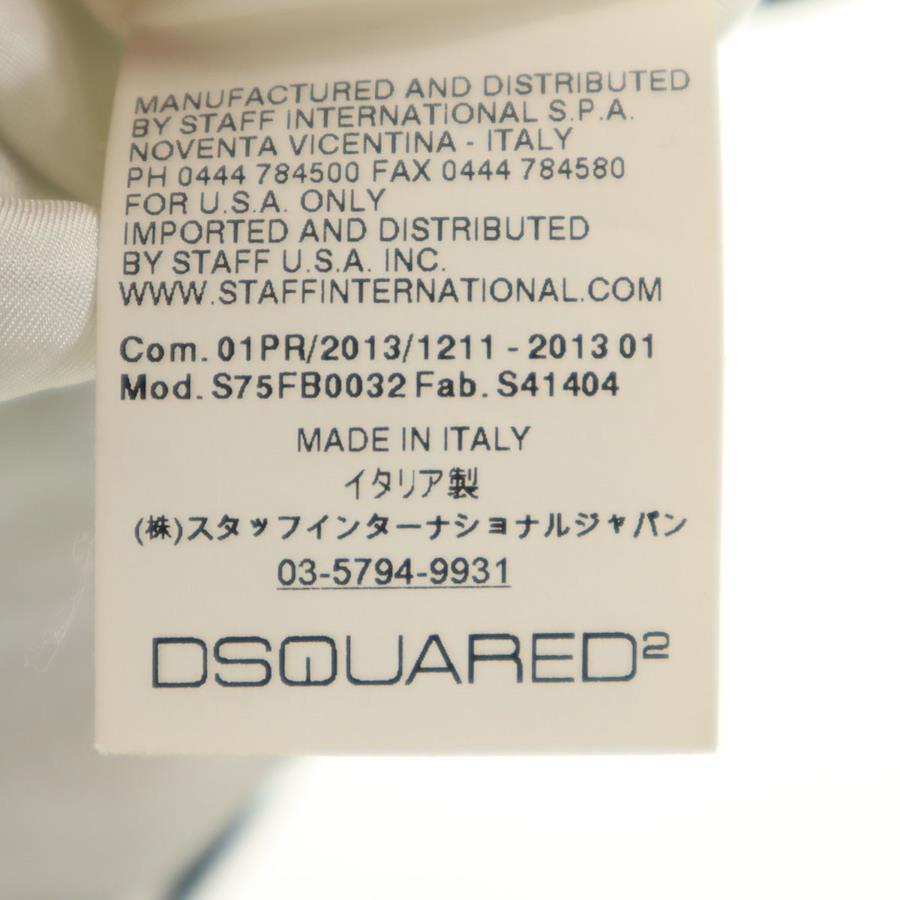 MANUFACTURED AND DISTRIBUTED
BY STAFF INTERNATIONAL S.P.A.
NOVENTA VICENTINA - ITALY
PH 0444 784500 FAX 0444 784580
FOR U.S.A. ONLY
IMPORTED AND DISTRIBUTED
BY STAFF U.S.A. INC.
WWW.STAFFINTERNATIONAL.COM
Com. 01PR/2013/1211 - 2013 01
Mod. S75FB0032 Fab. S41404
MADE IN ITALY
イタリア製
(株)スタッフインターナショナルジャパン
03-5794-9931
DSQUARED²